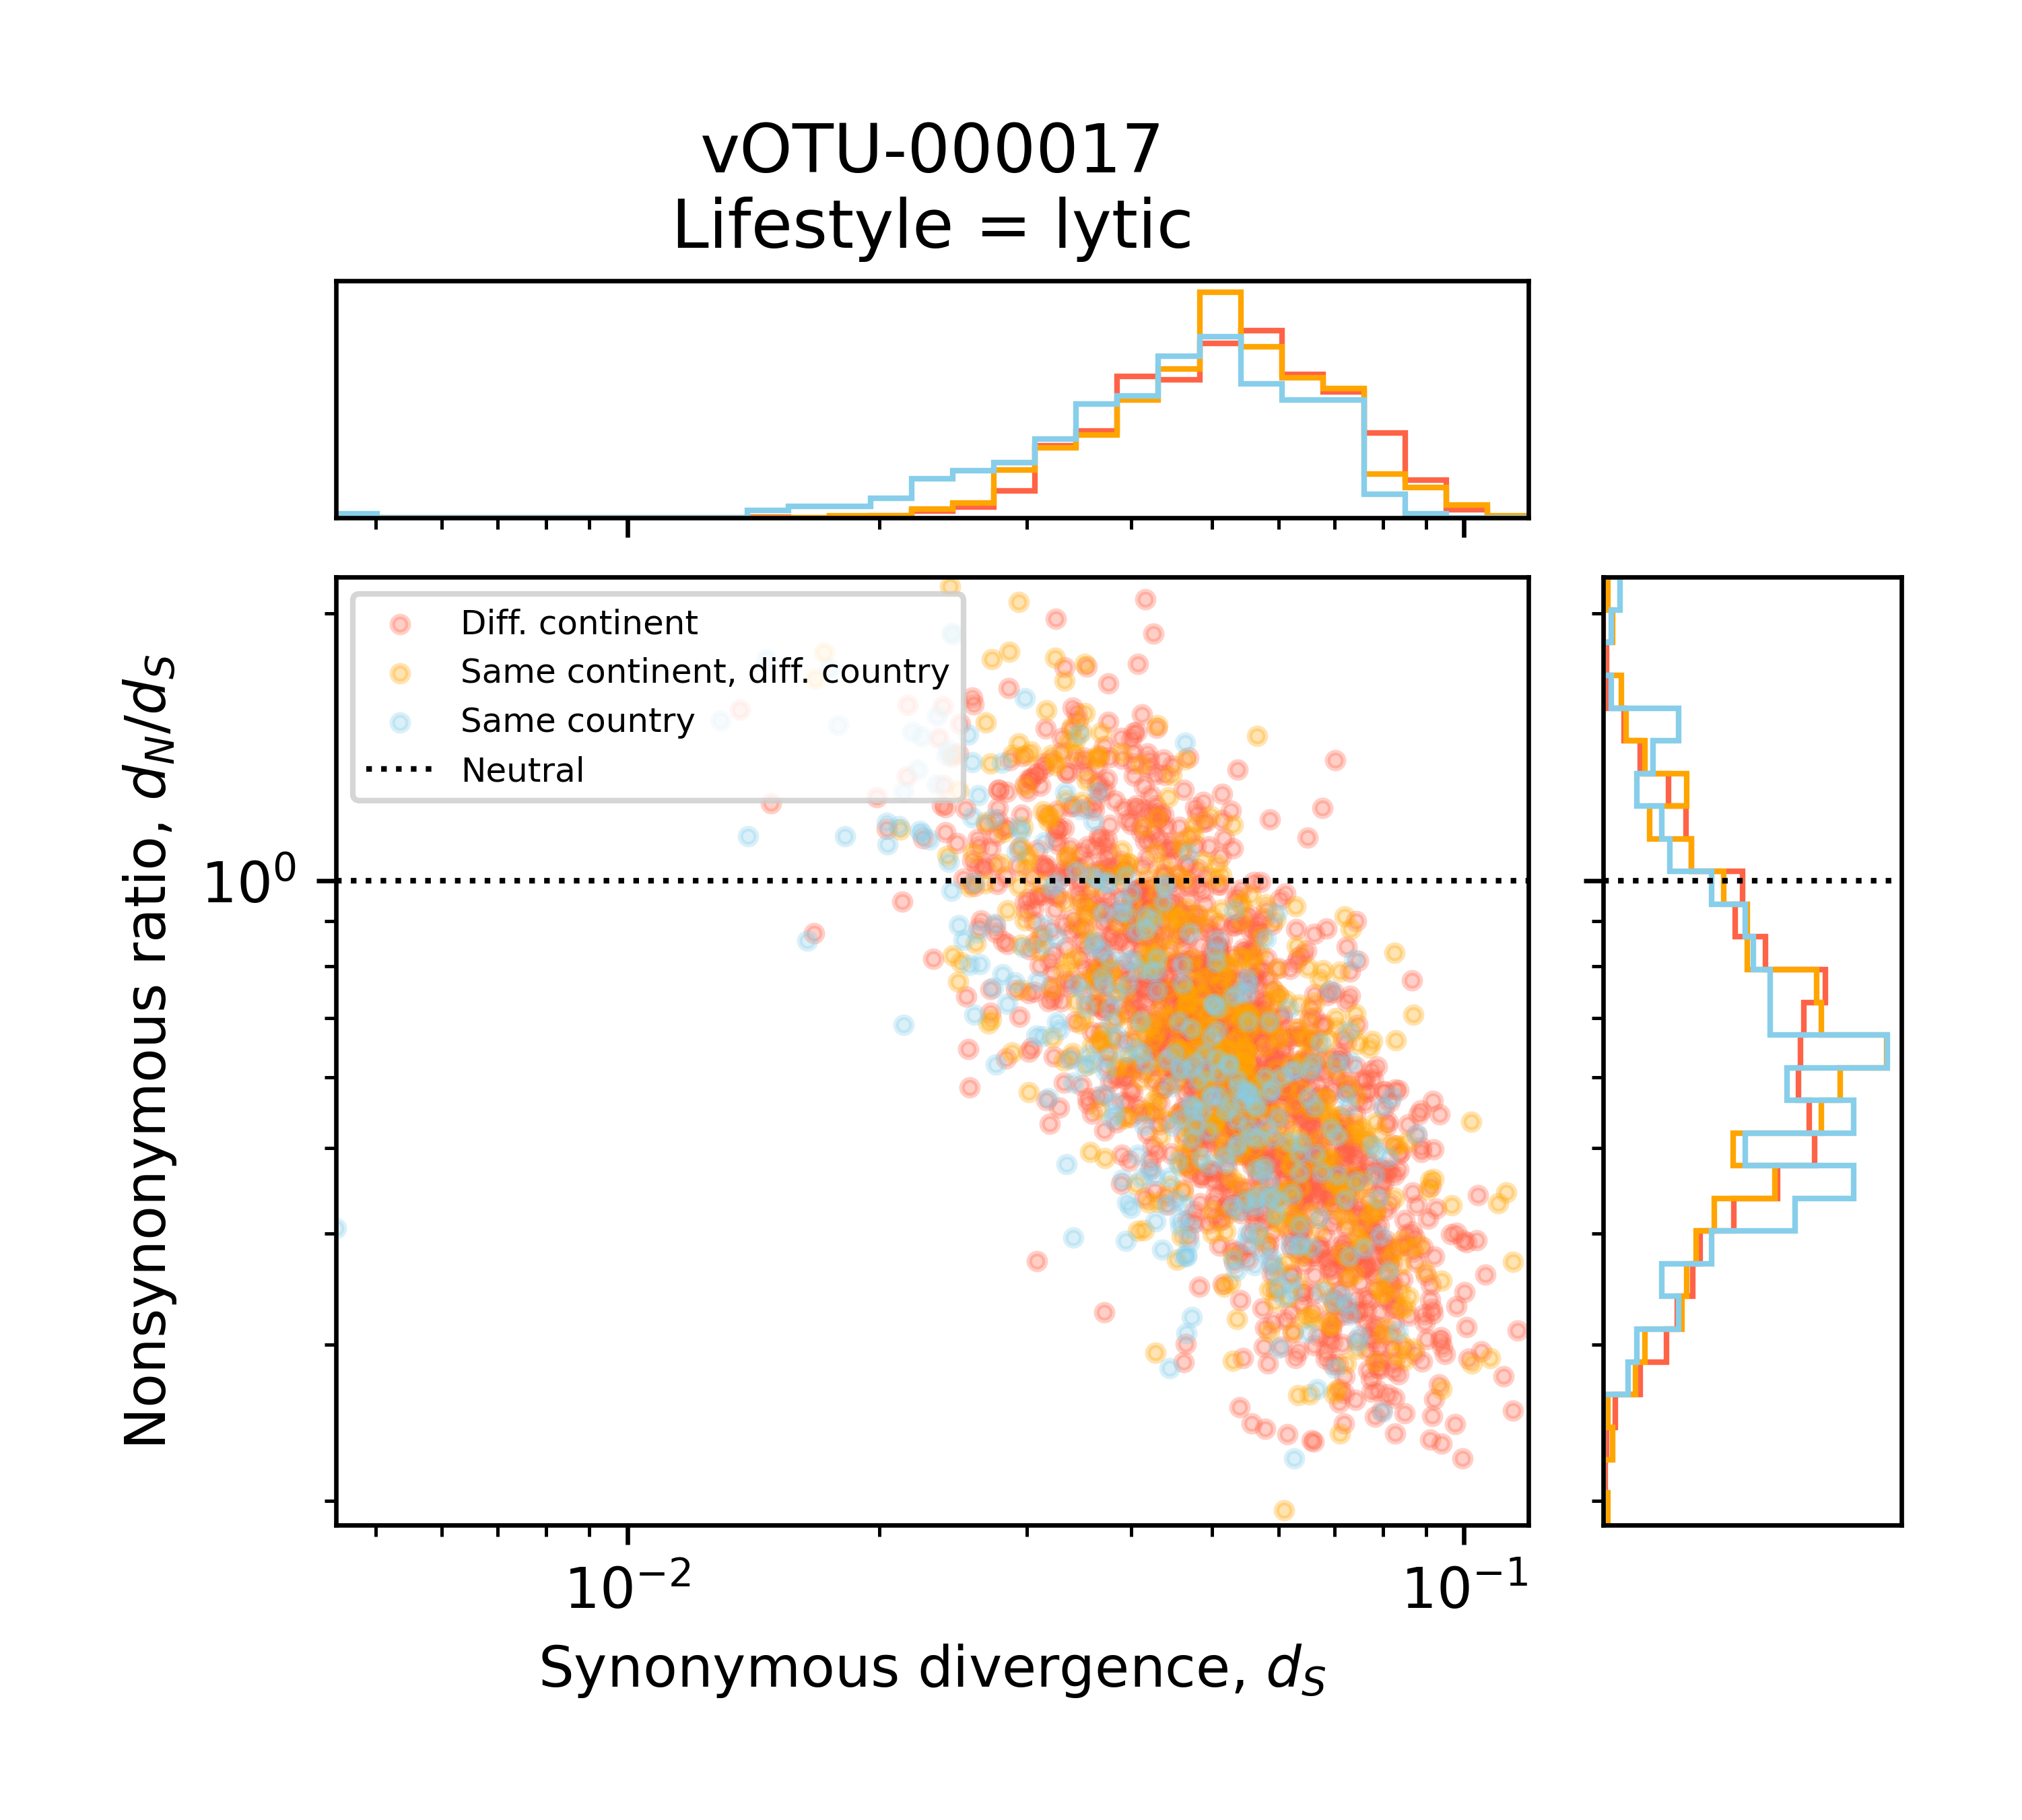 vOTU-000017
Lifestyle = lytic
Diff. continent
Same continent, diff. country
Same country
Neutral
Nonsynonymous ratio, $d_N/d_S$
$10^0$
$10^{-2}$ $10^{-1}$
Synonymous divergence, $d_S$